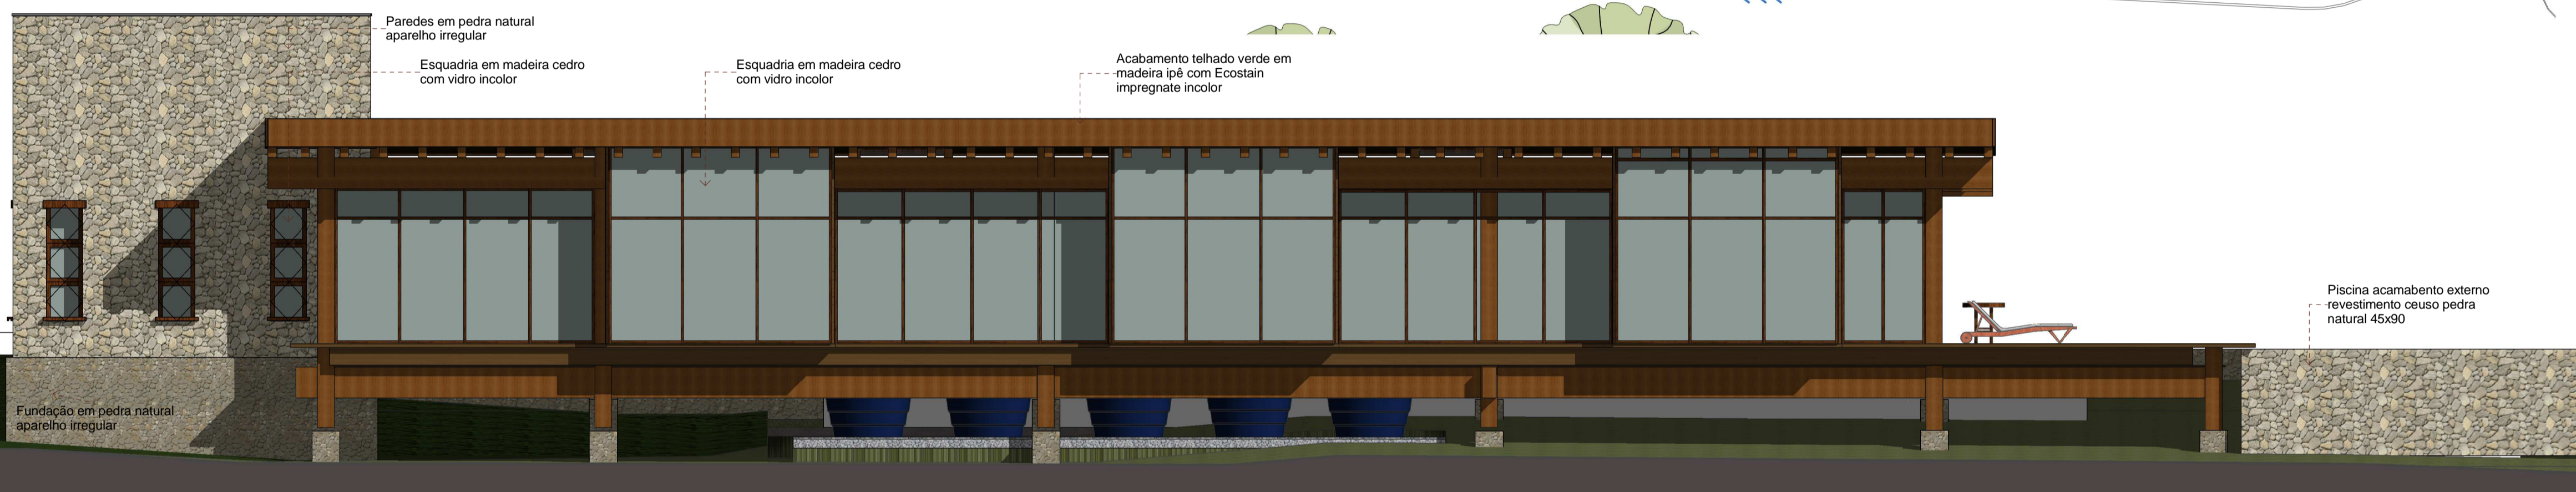 Paredes em pedra natural
aparelho irregular
Esquadria em madeira cedro
com vidro incolor
Esquadria em madeira cedro
com vidro incolor
Acabamento telhado verde em
madeira ipê com Ecostain
impregnate incolor
Piscina acamabento externo
revestimento ceuso pedra
natural 45x90
Fundação em pedra natural
aparelho irregular